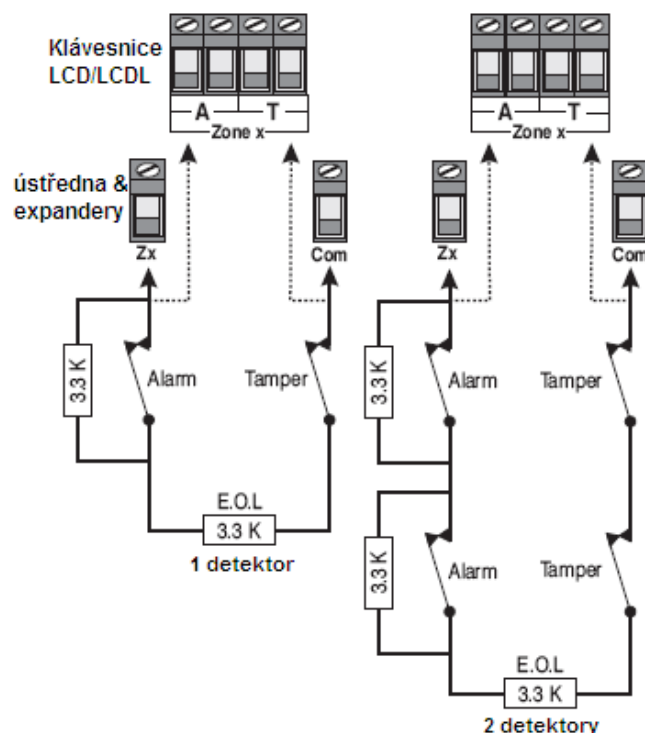 Klávesnice
LCD/LCDL
A T
Zone x
A T
Zone x
ústředna &
expandery
Zx
Com
Zx
Com
3.3 K
Alarm
Tamper
E.O.L
3.3 K
1 detektor
3.3 K
Alarm
Tamper
3.3 K
Alarm
Tamper
E.O.L
3.3 K
2 detektory